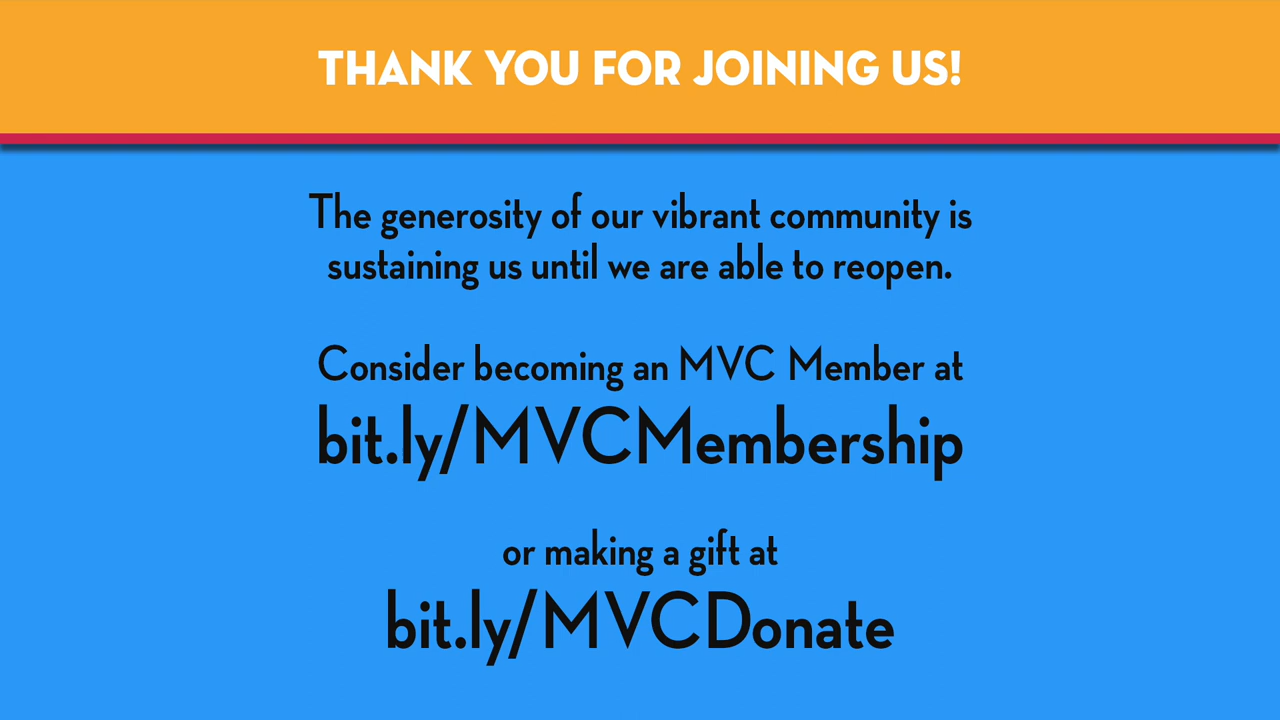 THANK YOU FOR JOINING US!
The generosity of our vibrant community is
sustaining us until we are able to reopen.
Consider becoming an MVC Member at
bit.ly/MVCMembership
or making a gift at
bit.ly/MVCDonate